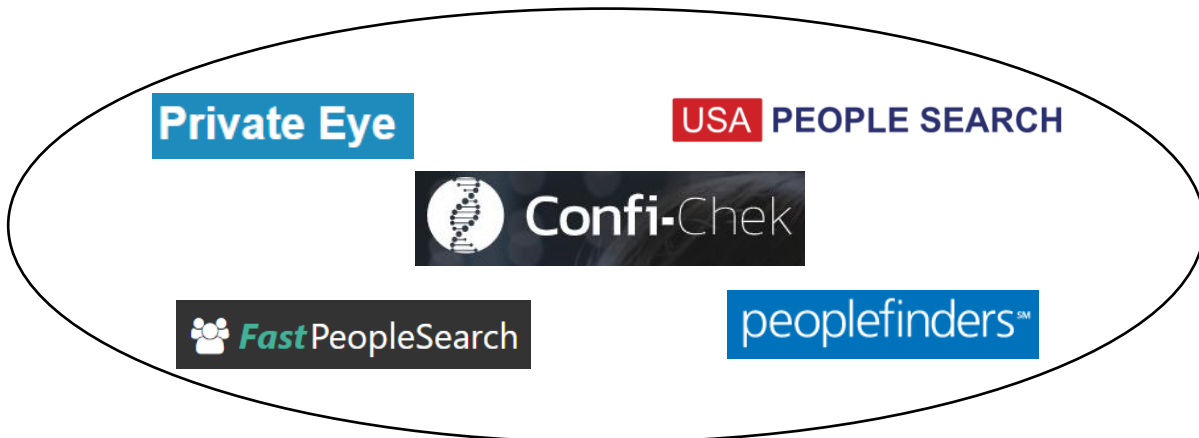 Private Eye
USA PEOPLE SEARCH
Confi-Chek
FastPeopleSearch
peoplefinders℠